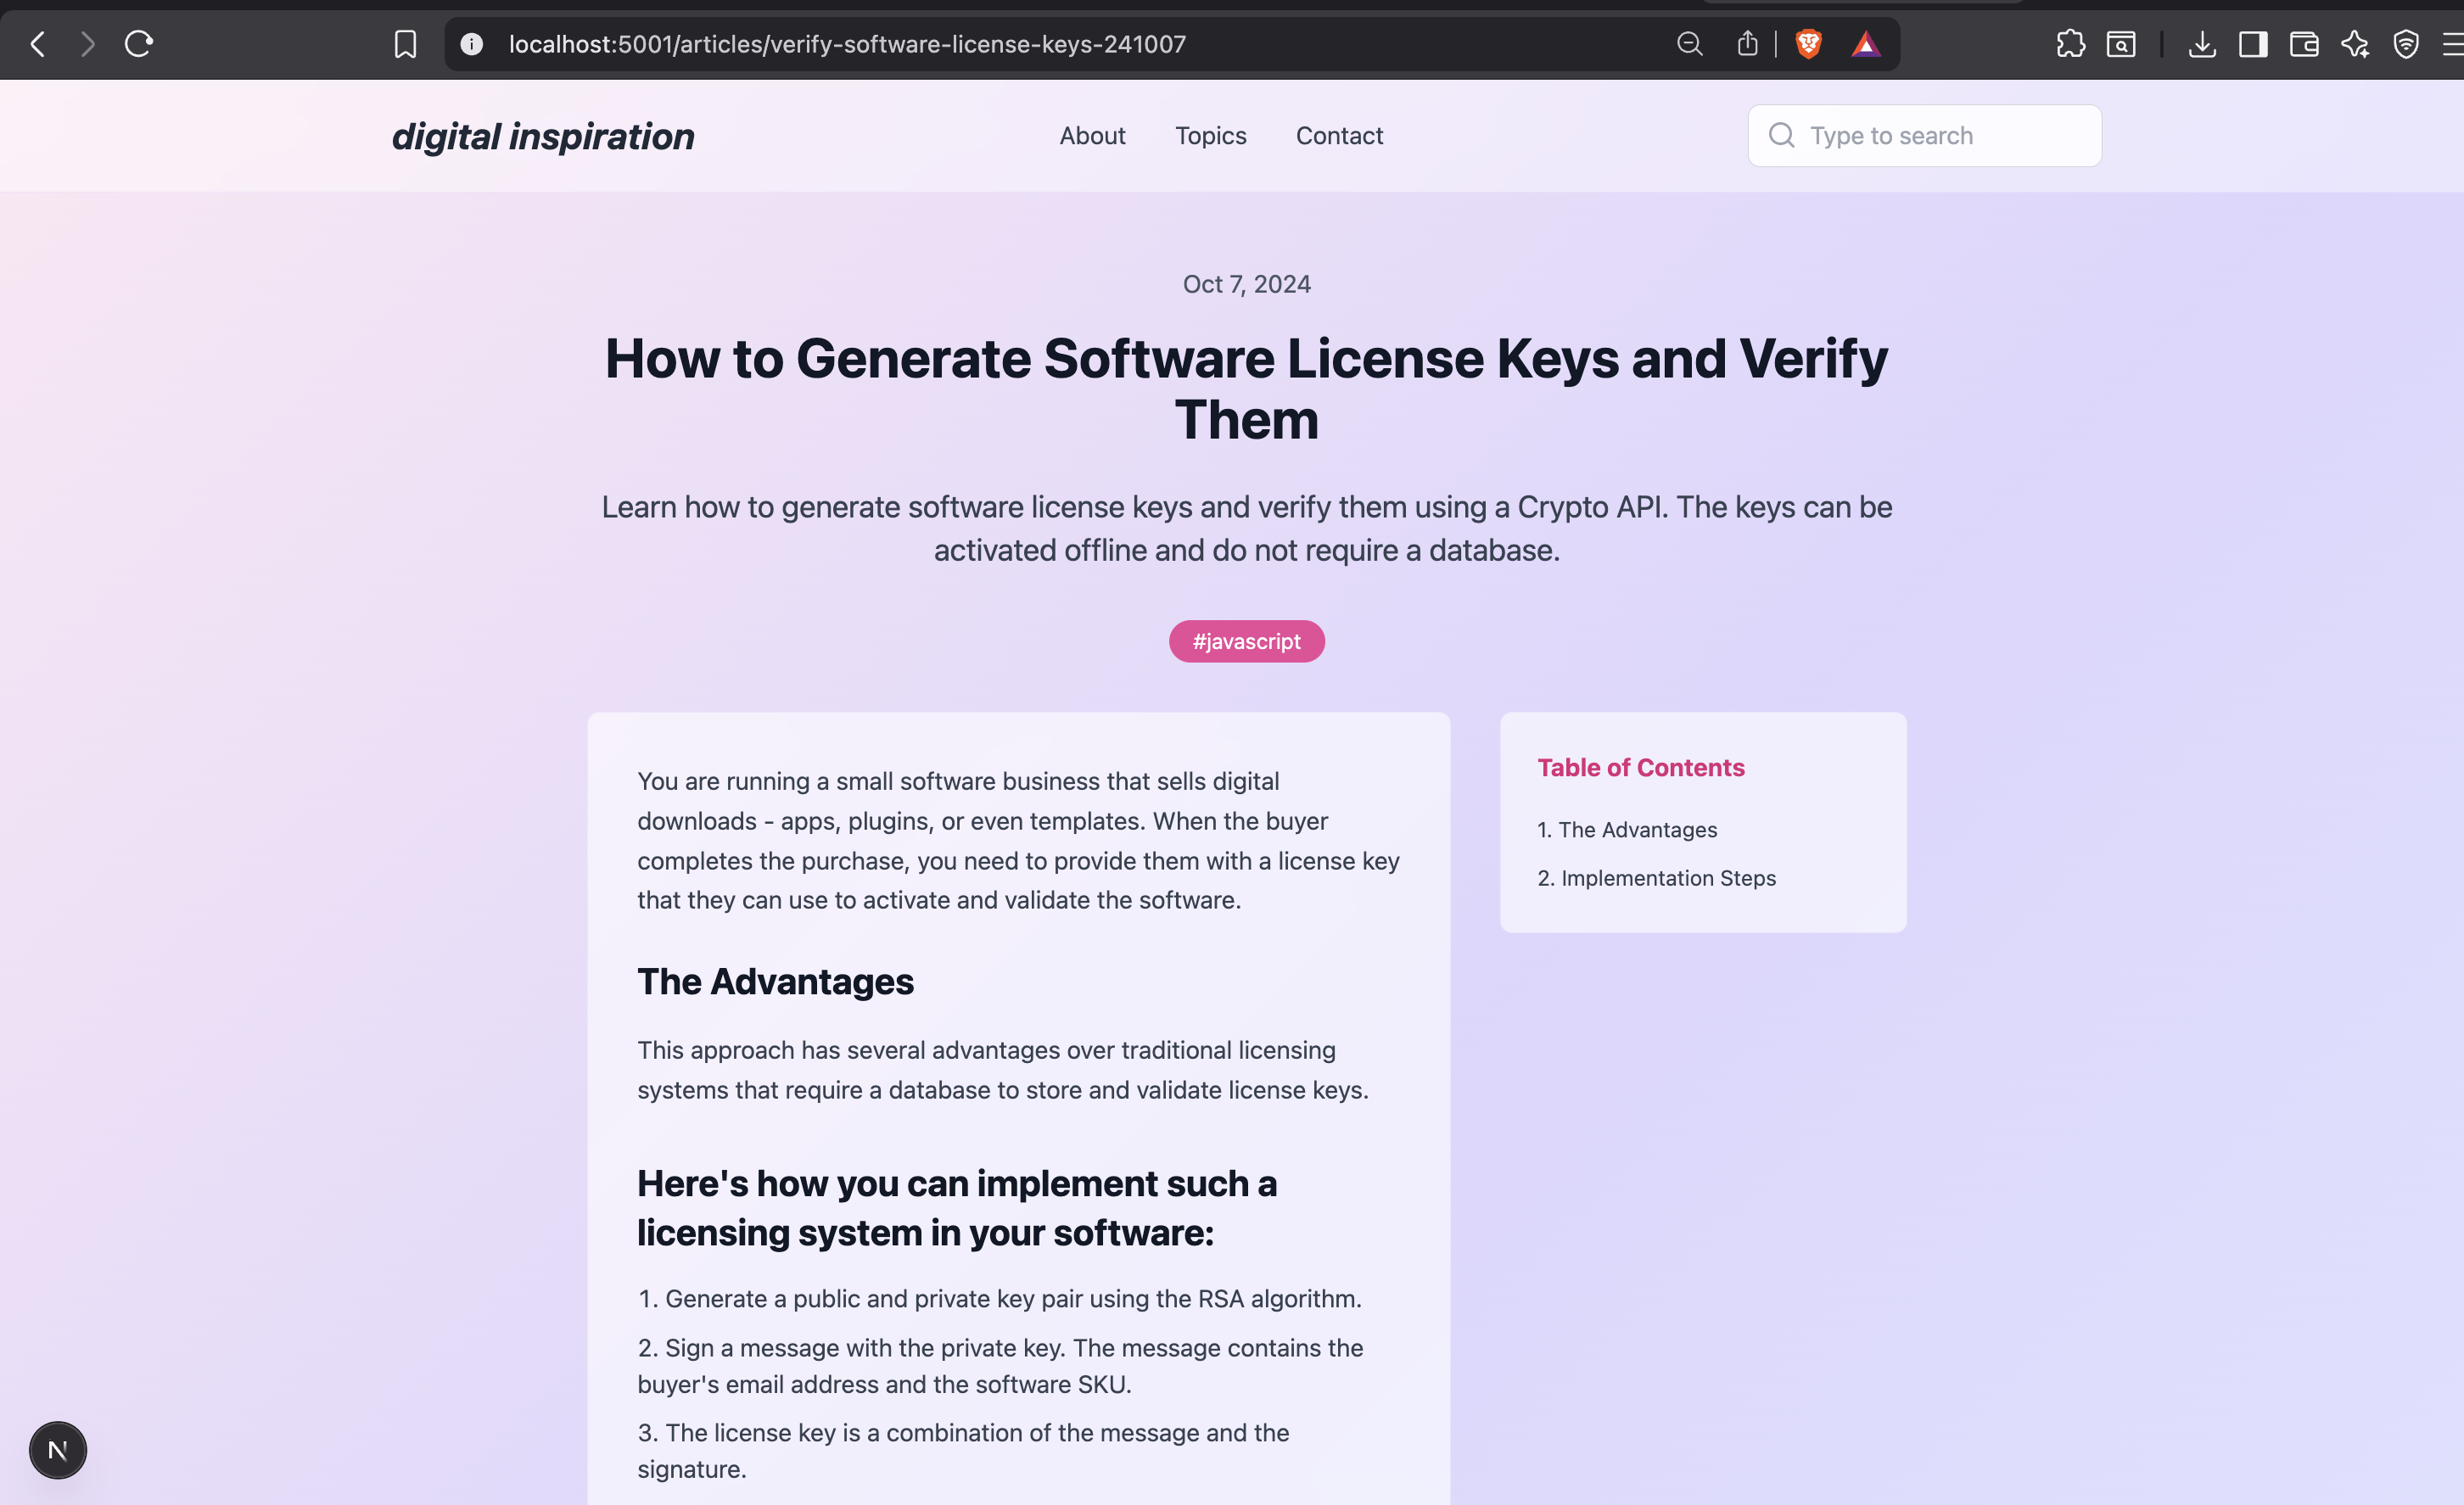 localhost:5001/articles/verify-software-license-keys-241007
digital inspiration
About
Topics
Contact
Type to search
Oct 7, 2024
How to Generate Software License Keys and Verify
Them
Learn how to generate software license keys and verify them using a Crypto API. The keys can be
activated offline and do not require a database.
#javascript
You are running a small software business that sells digital
downloads - apps, plugins, or even templates. When the buyer
completes the purchase, you need to provide them with a license key
that they can use to activate and validate the software.
The Advantages
This approach has several advantages over traditional licensing
systems that require a database to store and validate license keys.
Here's how you can implement such a
licensing system in your software:
1. Generate a public and private key pair using the RSA algorithm.
2. Sign a message with the private key. The message contains the
buyer's email address and the software SKU.
3. The license key is a combination of the message and the
signature.
Table of Contents
1. The Advantages
2. Implementation Steps
N